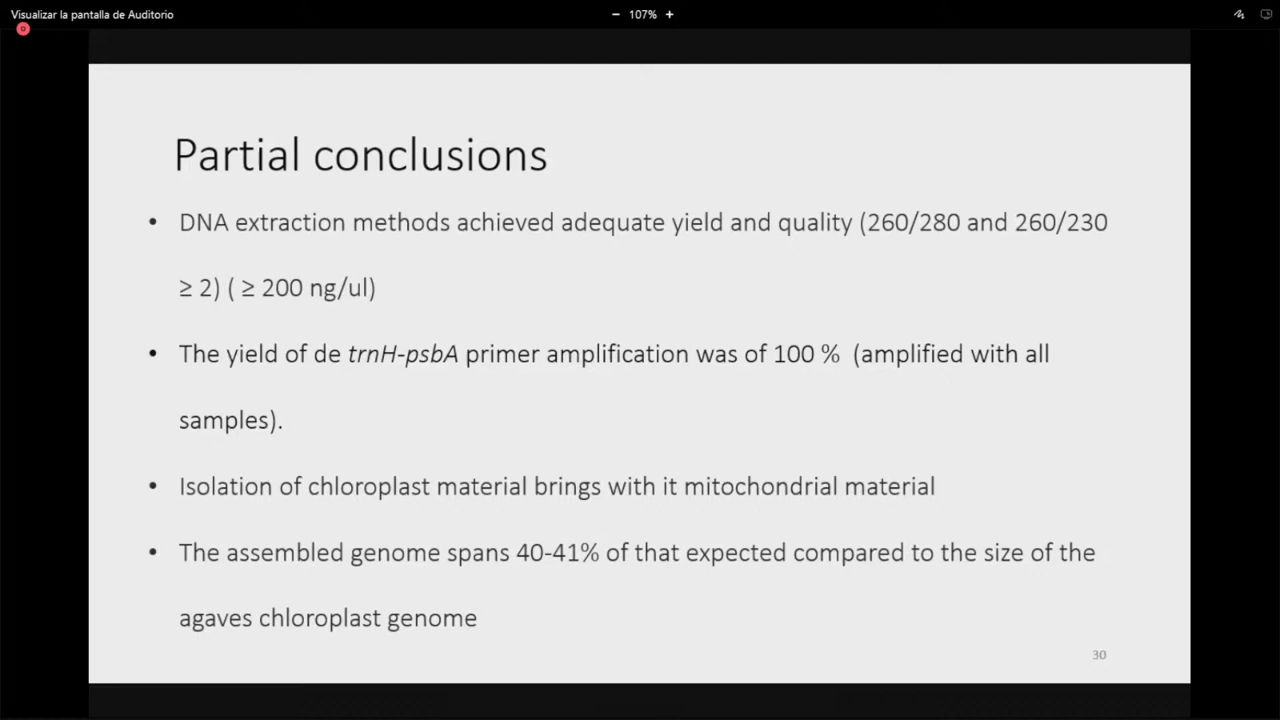 Visualizar la pantalla de Auditorio
− 107% +
Partial conclusions
• DNA extraction methods achieved adequate yield and quality (260/280 and 260/230
≥ 2) ( ≥ 200 ng/ul)
• The yield of de trnH-psbA primer amplification was of 100 % (amplified with all
samples).
• Isolation of chloroplast material brings with it mitochondrial material
• The assembled genome spans 40-41% of that expected compared to the size of the
agaves chloroplast genome
30